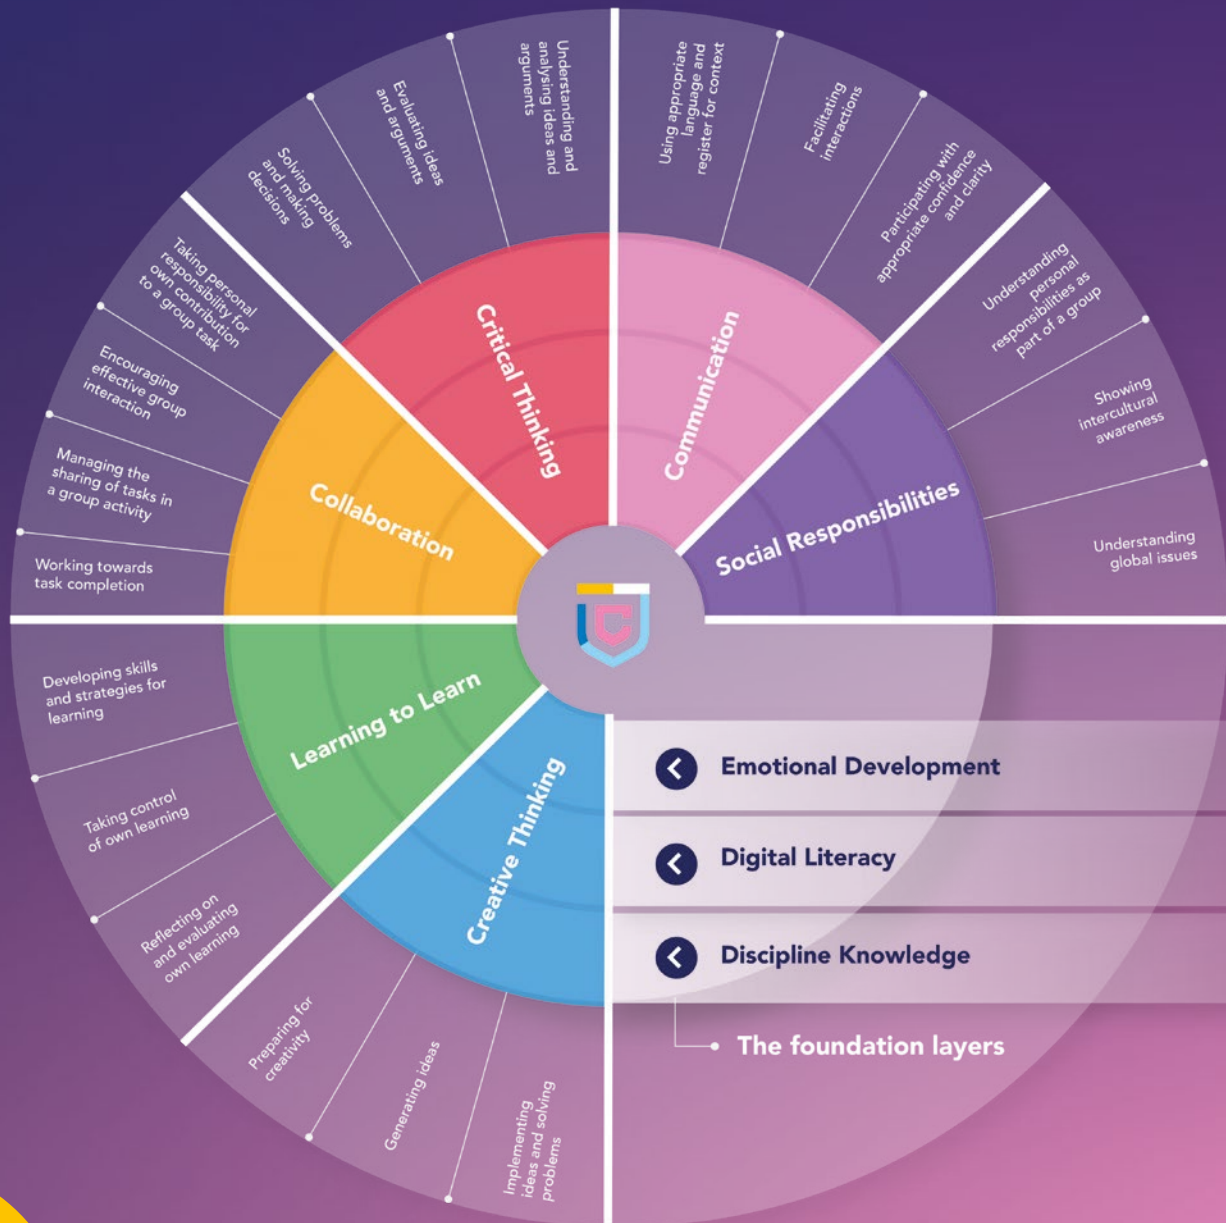 Understanding and
analysing ideas and
arguments
Evaluating ideas
and arguments
Solving problems
and making
decisions
Critical Thinking
Using appropriate
language and
register for context
Facilitating
interactions
Participating with
appropriate confidence
and clarity
Communication
Understanding
personal
responsibilities as
part of a group
Showing
intercultural
awareness
Understanding
global issues
Social Responsibilities
Taking personal
responsibility for
own contribution
to a group task
Encouraging
effective group
interaction
Managing the
sharing of tasks in
a group activity
Working towards
task completion
Collaboration
Developing skills
and strategies for
learning
Taking control
of own learning
Reflecting on
and evaluating
own learning
Learning to Learn
Preparing for
creativity
Generating ideas
Implementing
ideas and solving
problems
Creative Thinking
Emotional Development
Digital Literacy
Discipline Knowledge
The foundation layers